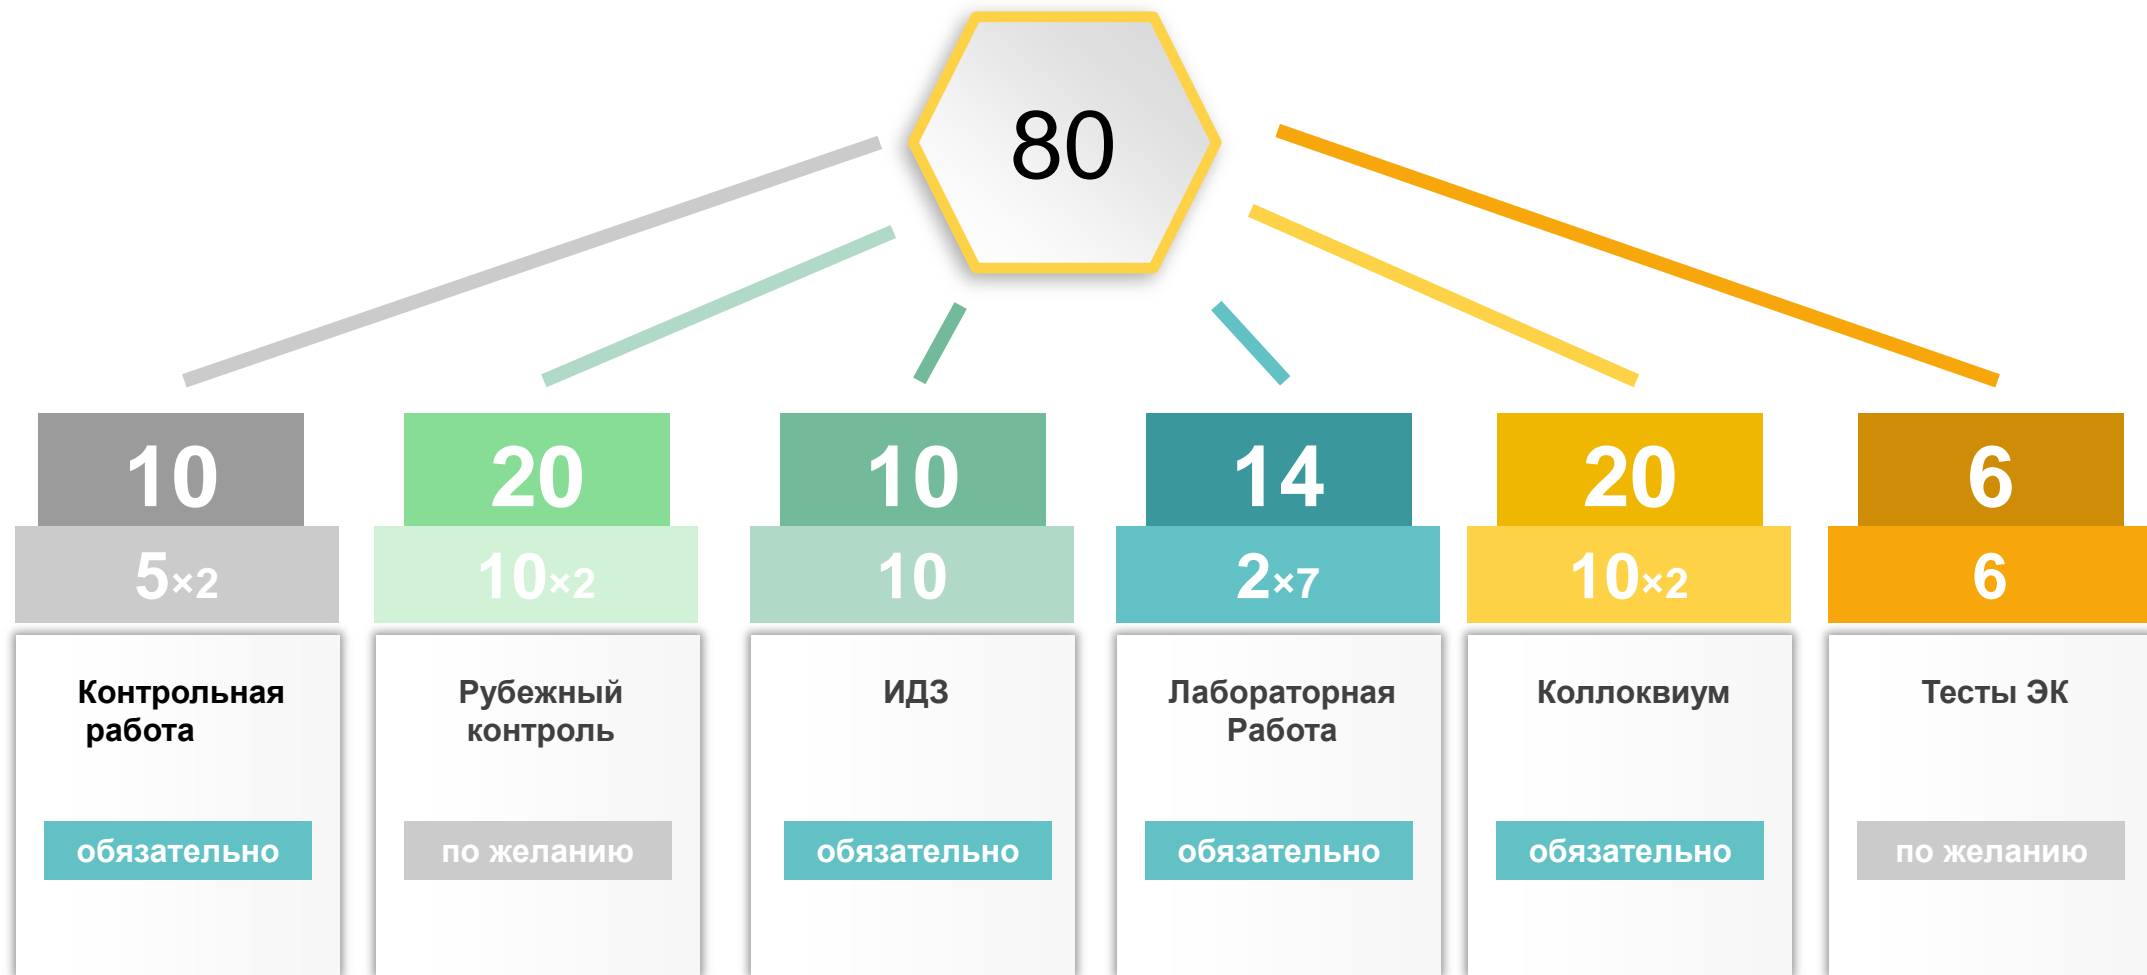 80
10
20
10
14
20
6
5×2
10×2
10
2×7
10×2
6
Контрольная
работа
Рубежный
контроль
ИДЗ
Лабораторная
Работа
Коллоквиум
Тесты ЭК
обязательно
по желанию
обязательно
обязательно
обязательно
по желанию